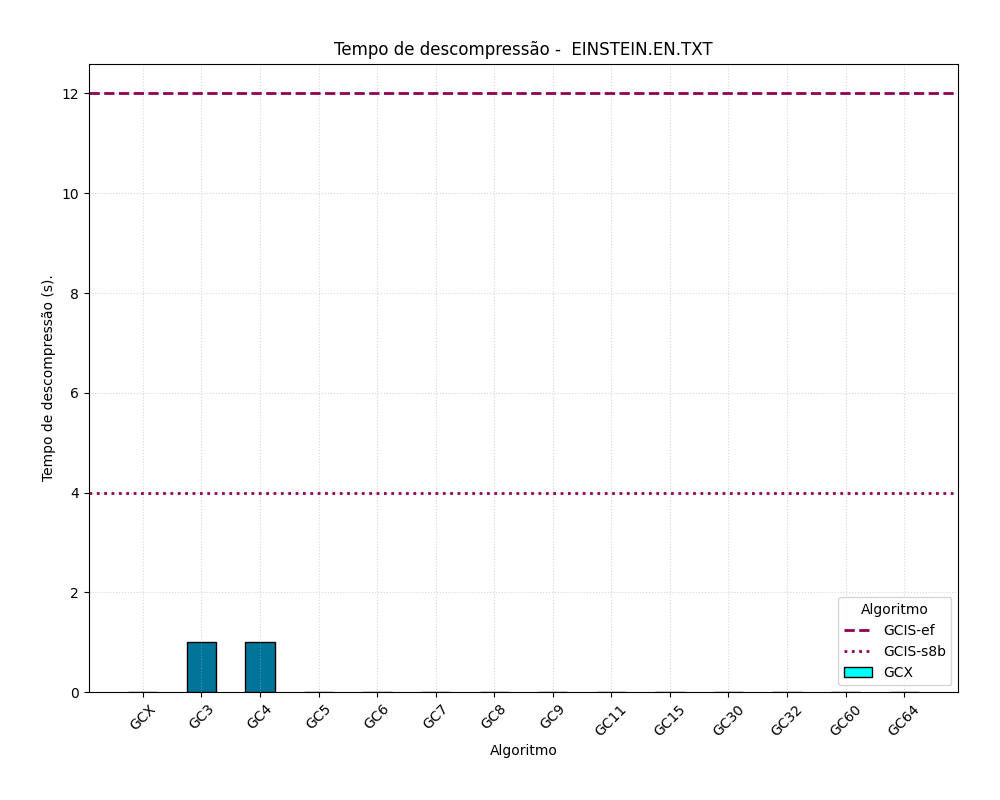 Tempo de descompressão -  EINSTEIN.EN.TXT
Tempo de descompressão (s).
12
10
8
6
4
2
0
GCX
GC3
GC4
GC5
GC6
GC7
GC8
GC9
GC11
GC15
GC30
GC32
GC60
GC64
Algoritmo
Algoritmo
GCIS-ef
GCIS-s8b
GCX